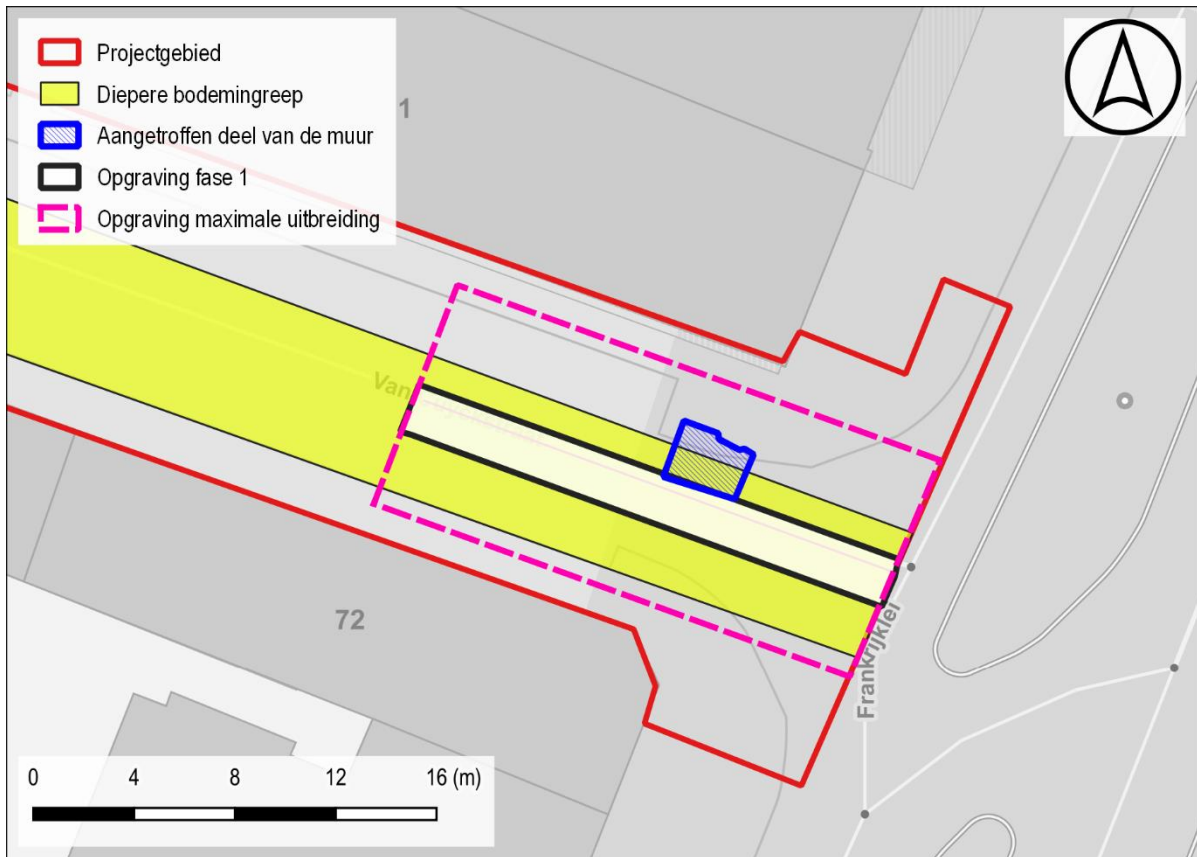 Projectgebied
Diepere bodemingreep
Aangetroffen deel van de muur
Opgraving fase 1
Opgraving maximale uitbreiding
1
72
Frankrijklei
0 4 8 12 16 (m)